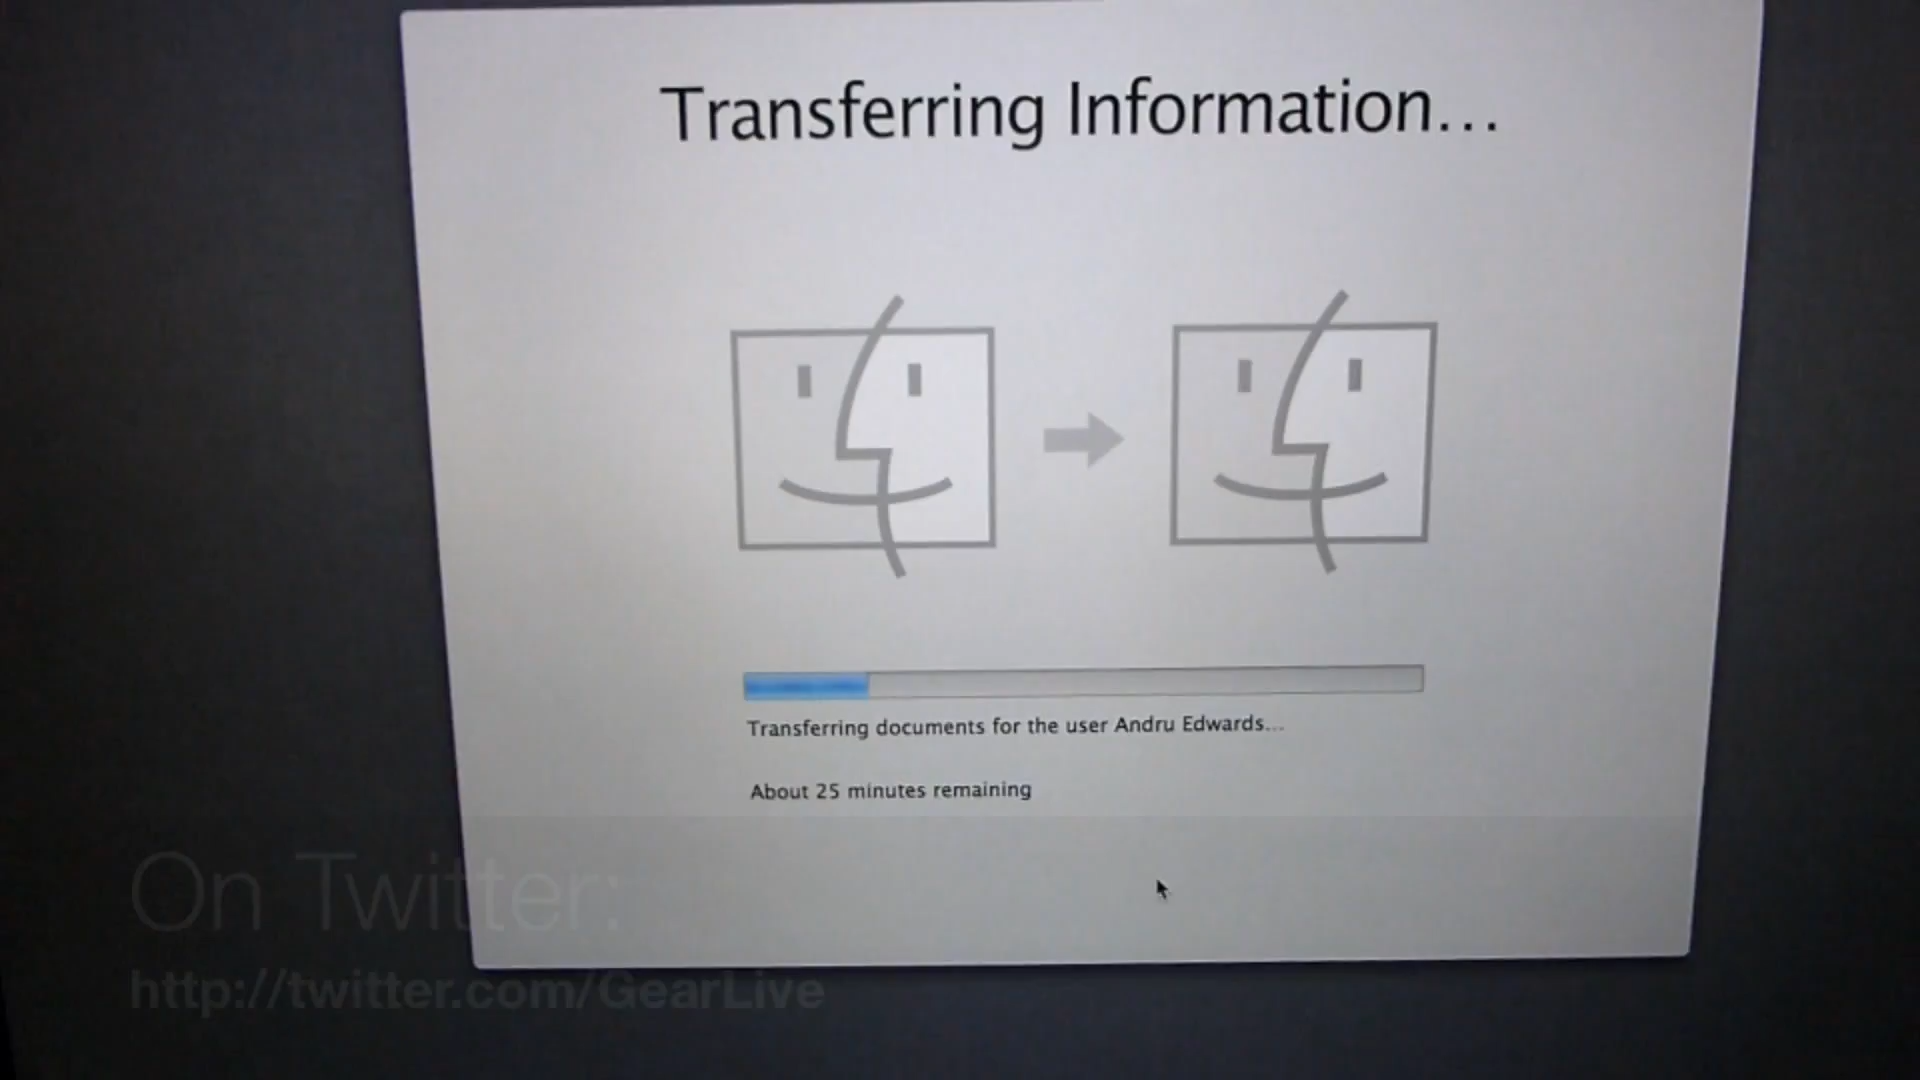 Transferring Information...
Transferring documents for the user Andru Edwards...
About 25 minutes remaining
On Twitter:
http://twitter.com/GearLive